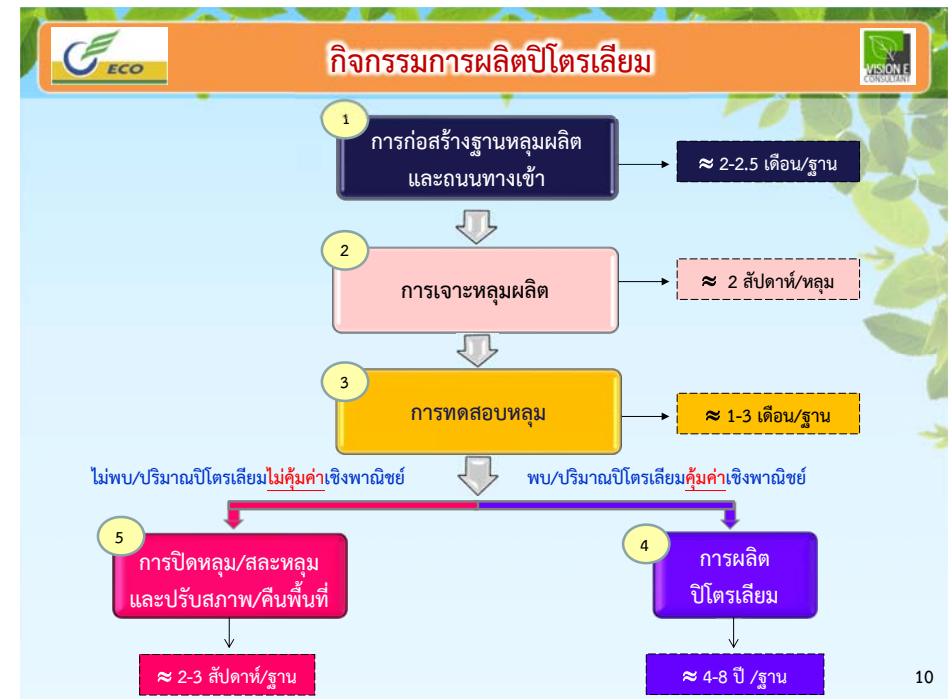 ECO
กิจกรรมการผลิตปิโตรเลียม
VISION E
CONSULTANT
1
การก่อสร้างฐานหลุมผลิต
และถนนทางเข้า
≈ 2-2.5 เดือน/ฐาน
2
การเจาะหลุมผลิต
≈ 2 สัปดาห์/หลุม
3
การทดสอบหลุม
≈ 1-3 เดือน/ฐาน
ไม่พบ/ปริมาณปิโตรเลียมไม่คุ้มค่าเชิงพาณิชย์
พบ/ปริมาณปิโตรเลียมคุ้มค่าเชิงพาณิชย์
5
การปิดหลุม/สละหลุม
และปรับสภาพ/คืนพื้นที่
≈ 2-3 สัปดาห์/ฐาน
4
การผลิต
ปิโตรเลียม
≈ 4-8 ปี /ฐาน
10